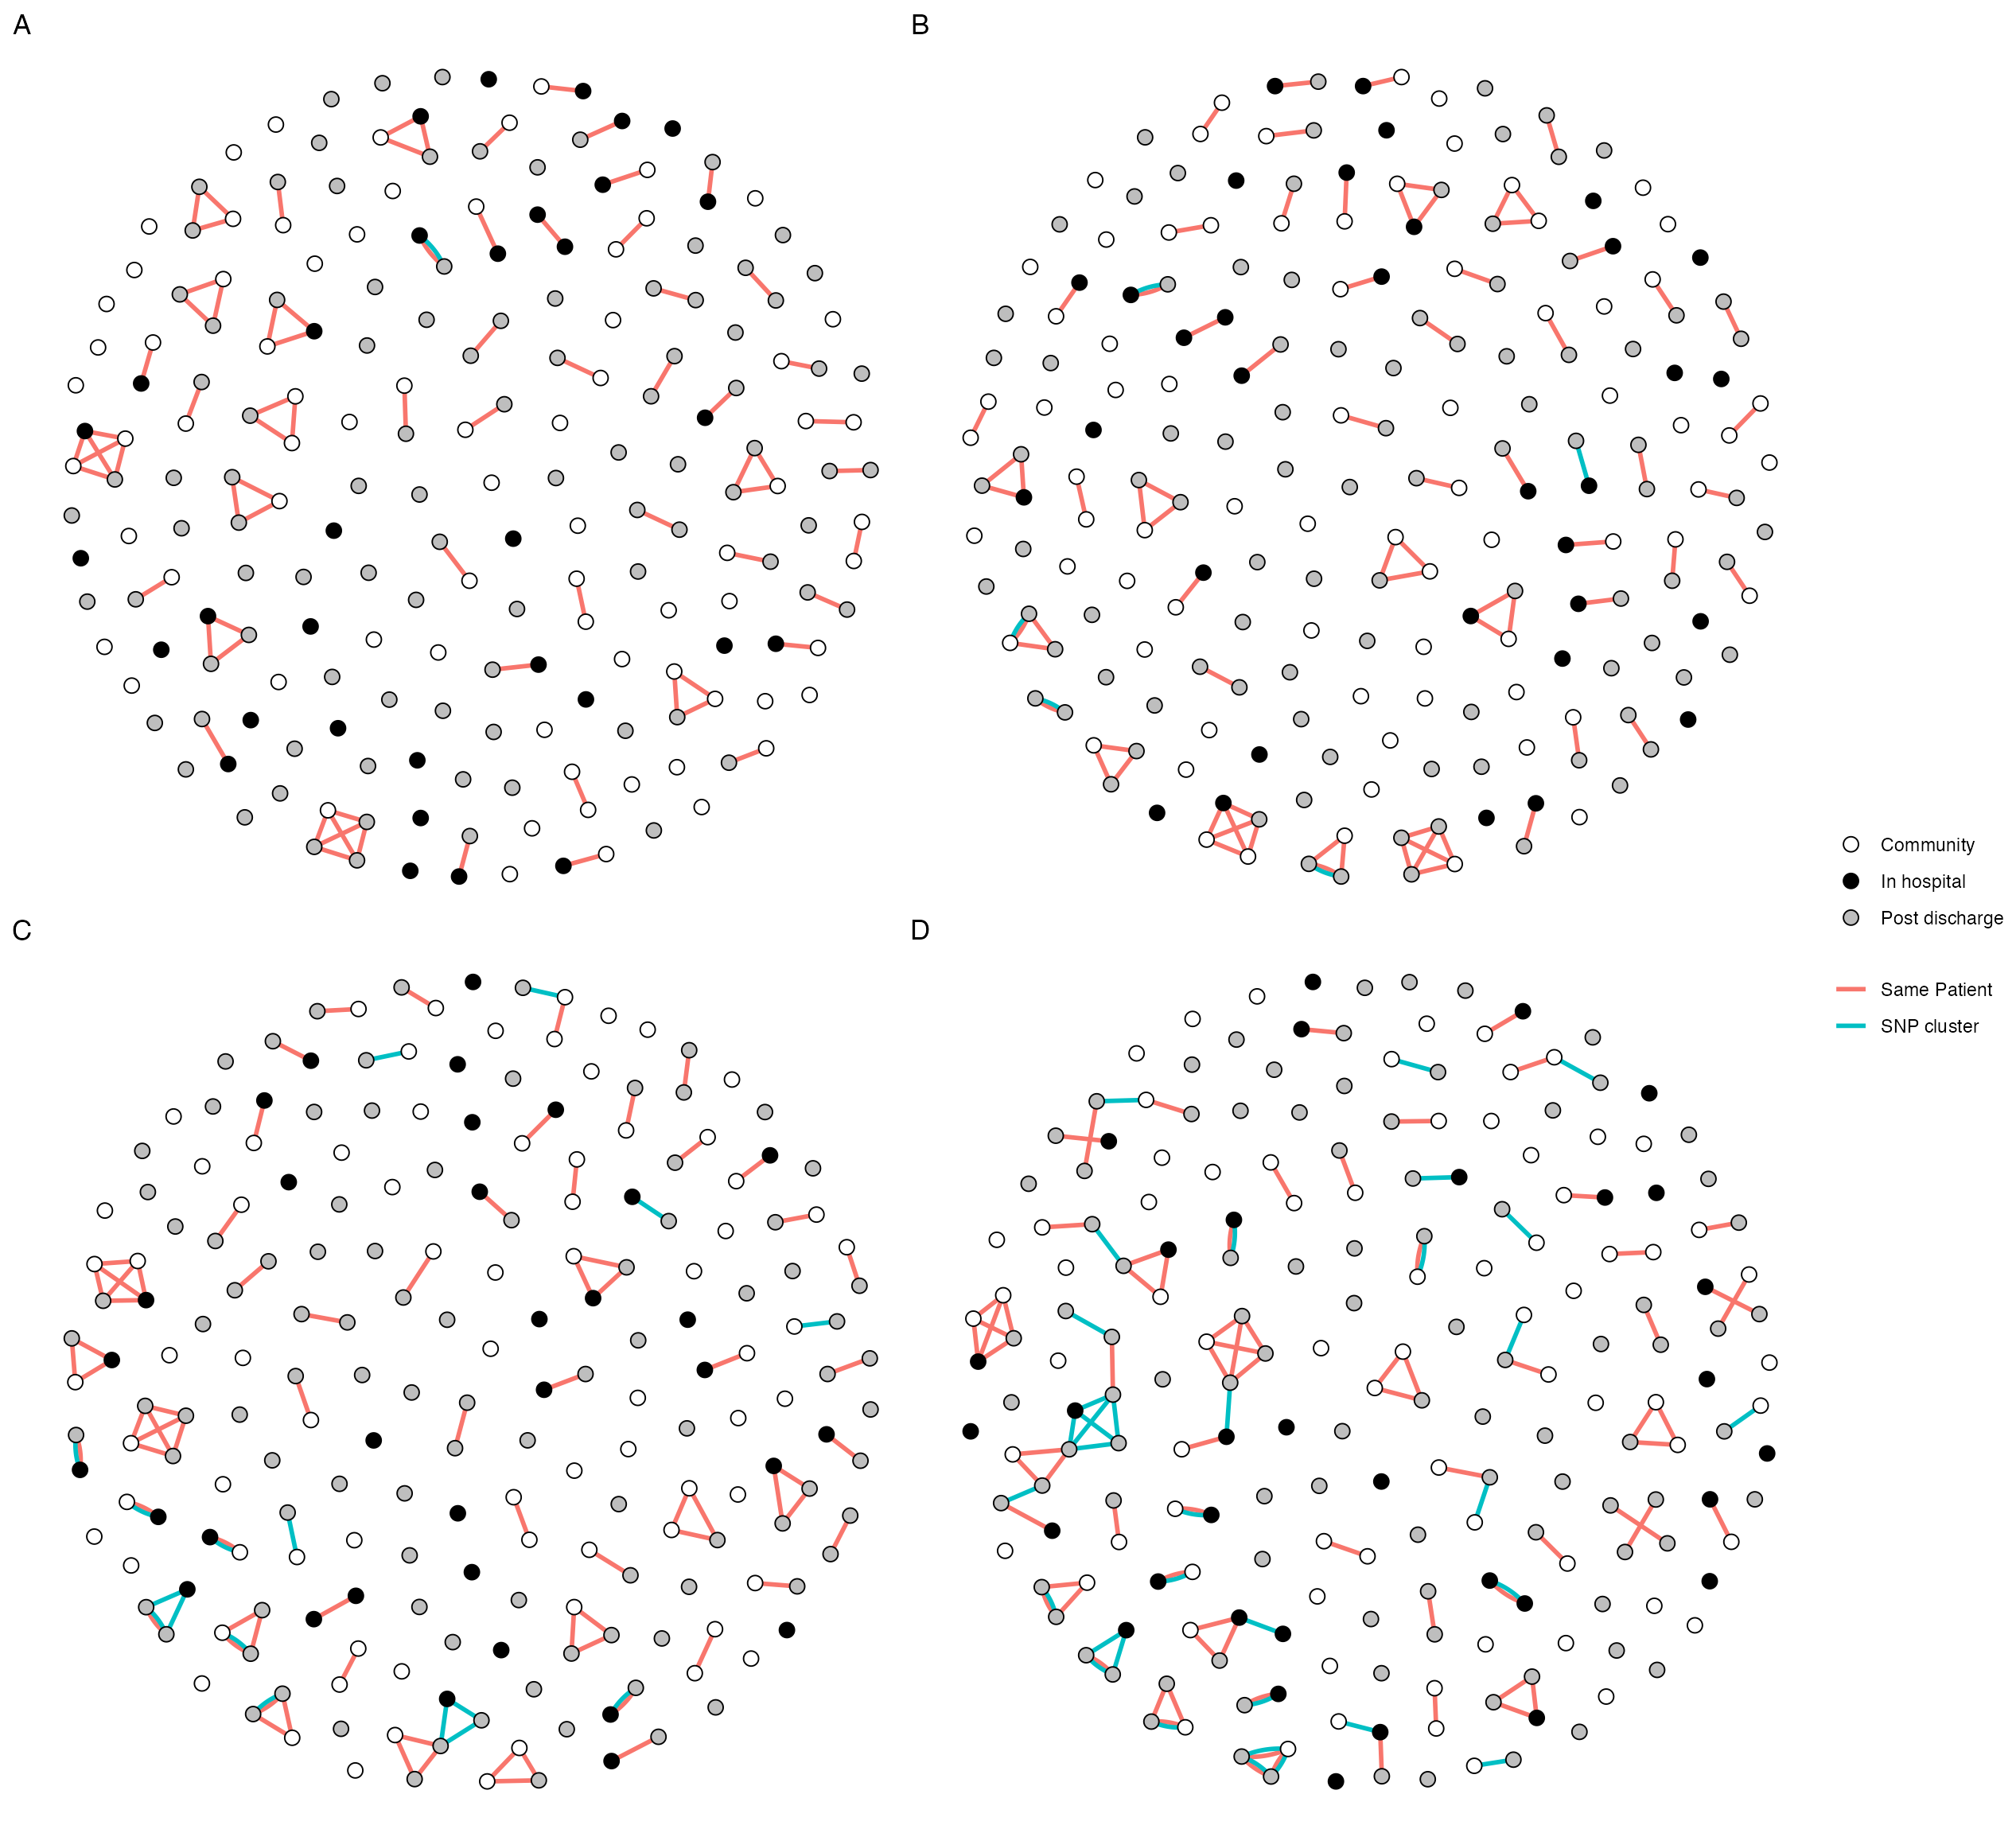 A
B
Community
In hospital
Post discharge
C
D
Same Patient
SNP cluster